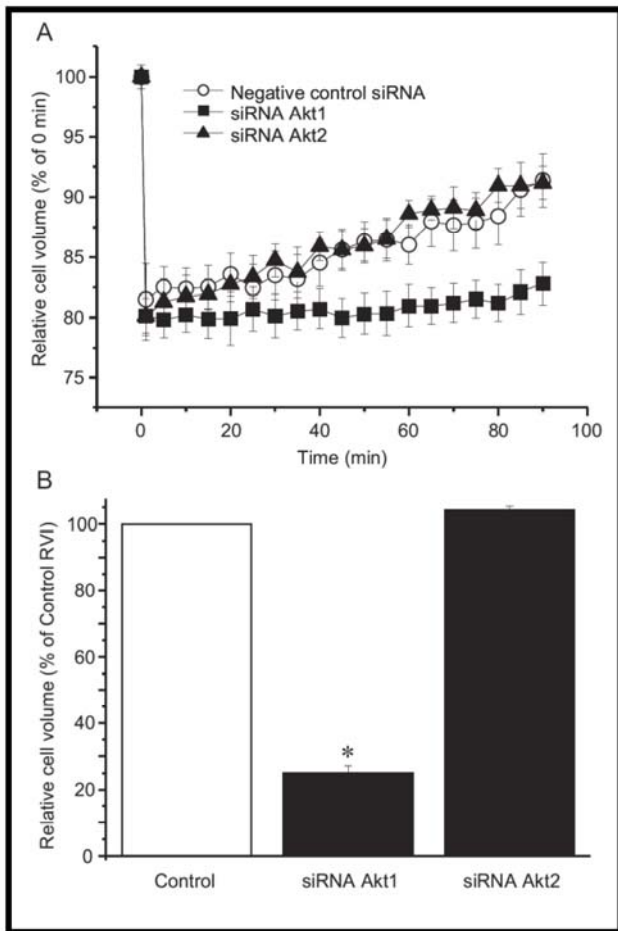 A
Relative cell volume (% of 0 min)
100
95
90
85
80
75
Negative control siRNA
siRNA Akt1
siRNA Akt2
0 20 40 60 80 100
Time (min)
B
Relative cell volume (% of Control RVI)
100
80
60
40
20
0
*
Control siRNA Akt1 siRNA Akt2